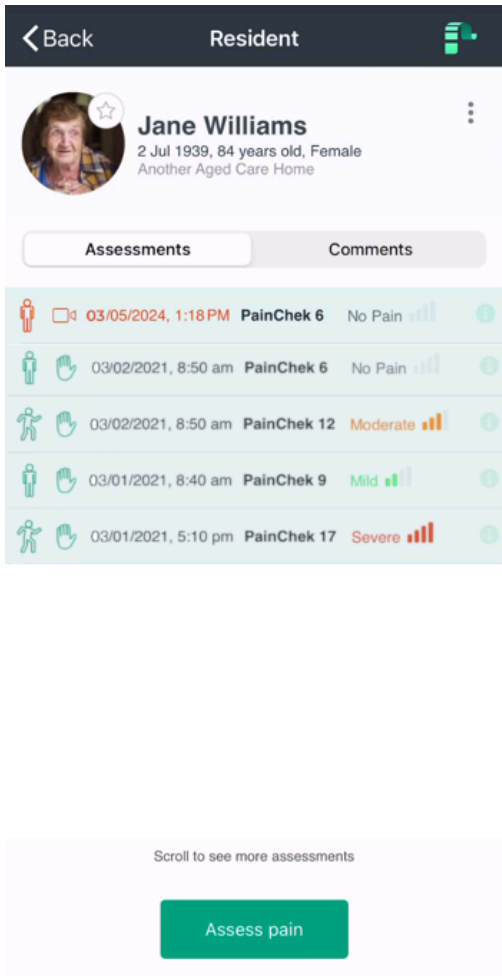 Back Resident
Jane Williams
2 Jul 1939, 84 years old, Female
Another Aged Care Home
Assessments Comments
03/05/2024, 1:18 PM PainChek 6 No Pain
03/02/2021, 8:50 am PainChek 6 No Pain
03/02/2021, 8:50 am PainChek 12 Moderate
03/01/2021, 8:40 am PainChek 9 Mild
03/01/2021, 5:10 pm PainChek 17 Severe
Scroll to see more assessments
Assess pain